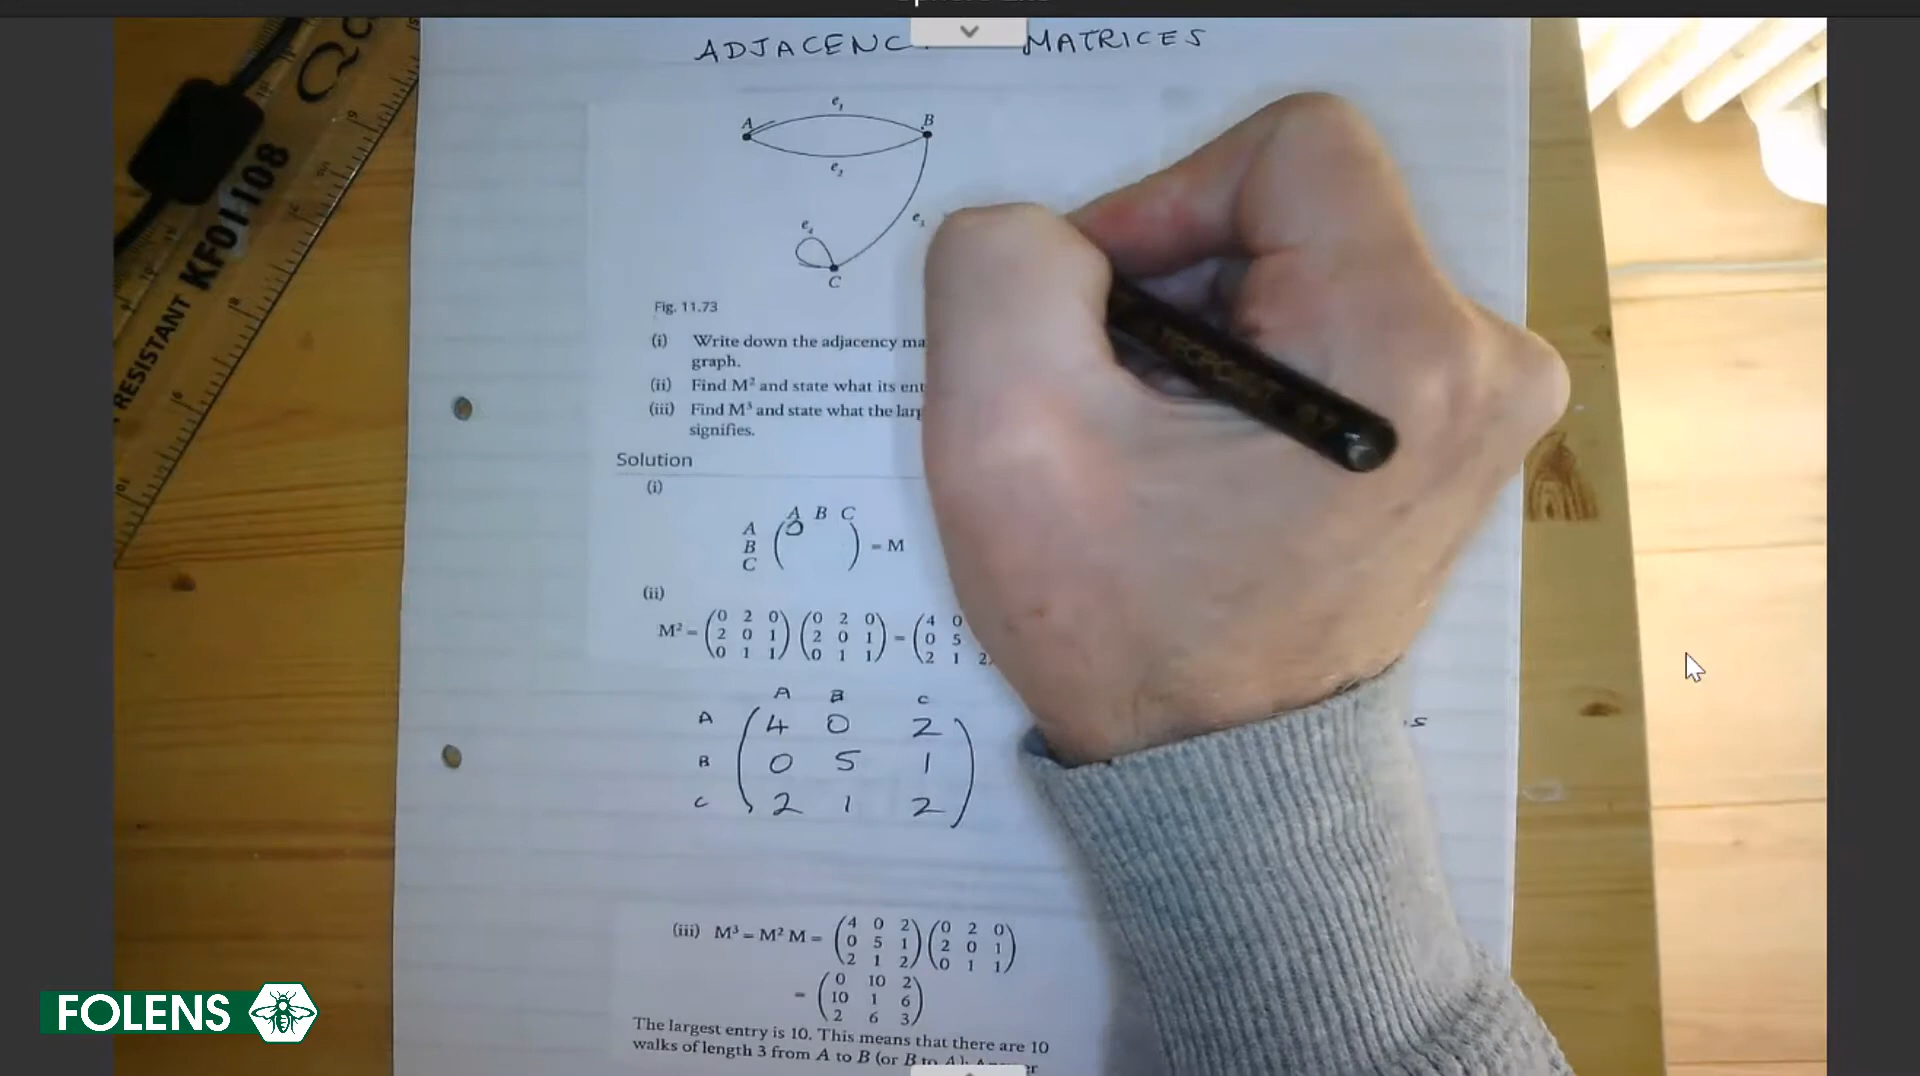 ADJACENC MATRICES
e₁
A B
e₂
e₃
e₄
C
Fig. 11.73
(i) Write down the adjacency ma
graph.
(ii) Find M² and state what its ent
(iii) Find M³ and state what the larg
signifies.
Solution
(i)
A B C
A 0
B = M
C
(ii)
M² = (0 2 0) (0 2 0) = (4 0
2 0 1 2 0 1 0 5
0 1 1 0 1 1 2 1 2
A B C
A 4 0 2
B 0 5 1
C 2 1 2
(iii) M³ = M² M = (4 0 2) (0 2 0)
0 5 1 2 0 1
2 1 2 0 1 1
= (0 10 2)
10 1 6
2 6 3
The largest entry is 10. This means that there are 10
walks of length 3 from A to B (or B to A).
RESISTANT KF01108
FOLENS